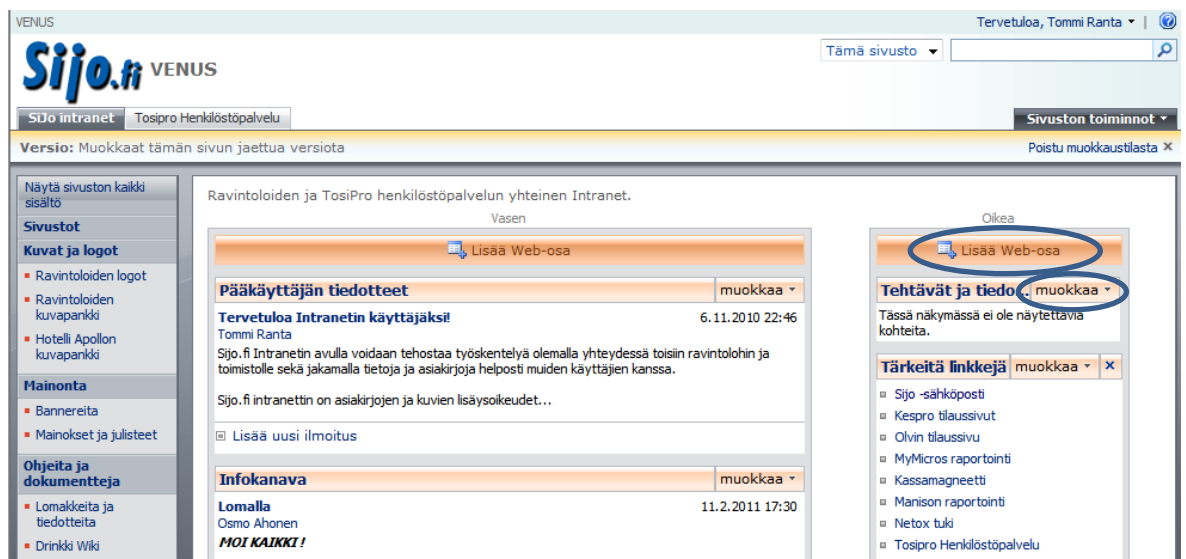 VENUS
Tervetuloa, Tommi Ranta
Sijo.fi VENUS
Tämä sivusto
SiJo intranet
Tosipro Henkilöstöpalvelu
Sivuston toiminnot
Versio: Muokkaat tämän sivun jaettua versiota
Poistu muokkaustilasta
Näytä sivuston kaikki
sisältö
Sivustot
Kuvat ja logot
Ravintoloiden logot
Ravintoloiden
kuvapankki
Hotelli Apollon
kuvapankki
Mainonta
Bannereita
Mainokset ja julisteet
Ohjeita ja
dokumentteja
Lomakkeita ja
tiedotteita
Drinkki Wiki
Ravintoloiden ja TosiPro henkilöstöpalvelun yhteinen Intranet.
Vasen
Lisää Web-osa
Pääkäyttäjän tiedotteet
muokkaa
Tervetuloa Intranetin käyttäjäksi!
6.11.2010 22:46
Tommi Ranta
Sijo.fi Intranetin avulla voidaan tehostaa työskentelyä olemalla yhteydessä toisiin ravintolohin ja
toimistolle sekä jakamalla tietoja ja asiakirjoja helposti muiden käyttäjien kanssa.
Sijo.fi intranettin on asiakirjojen ja kuvien lisäysoikeudet...
Lisää uusi ilmoitus
Infokanava
muokkaa
Lomalla
11.2.2011 17:30
Osmo Ahonen
MOI KAIKKI !
Oikea
Lisää Web-osa
Tehtävät ja tiedo...
muokkaa
Tässä näkymässä ei ole näytettäviä
kohteita.
Tärkeitä linkkejä
muokkaa
Sijo -sähköposti
Kespro tilaussivut
Olvin tilaussivu
MyMicros raportointi
Kassamagneetti
Manison raportointi
Netox tuki
Tosipro Henkilöstöpalvelu